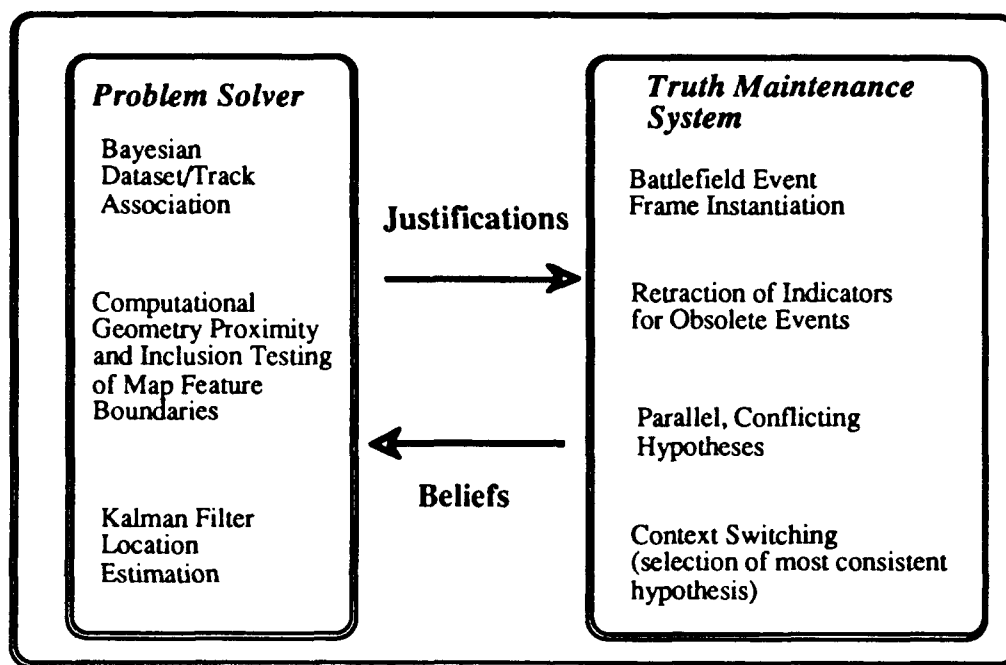 Problem Solver
Bayesian
Dataset/Track
Association
Computational
Geometry Proximity
and Inclusion Testing
of Map Feature
Boundaries
Kalman Filter
Location
Estimation
Justifications
Beliefs
Truth Maintenance
System
Battlefield Event
Frame Instantiation
Retraction of Indicators
for Obsolete Events
Parallel, Conflicting
Hypotheses
Context Switching
(selection of most consistent
hypothesis)